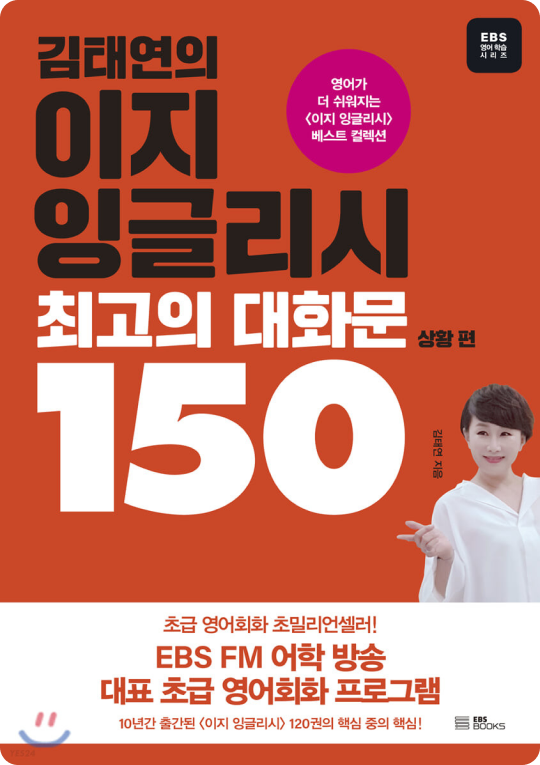 김태연의
이지
잉글리시
최고의 대화문 상황 편
150
영어가
더 쉬워지는
〈이지 잉글리시〉
베스트 컬렉션
EBS
영어 학습
시리즈
김태연 지음
초급 영어회화 초밀리언셀러!
EBS FM 어학 방송
대표 초급 영어회화 프로그램
10년간 출간된 〈이지 잉글리시〉 120권의 핵심 중의 핵심!
EBS
BOOKS